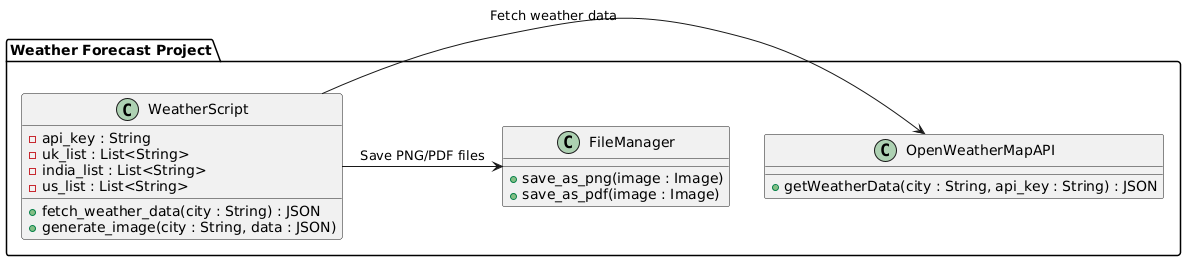 Fetch weather data
Weather Forecast Project
C WeatherScript
api_key : String
uk_list : List<String>
india_list : List<String>
us_list : List<String>
fetch_weather_data(city : String) : JSON
generate_image(city : String, data : JSON)
Save PNG/PDF files
C FileManager
save_as_png(image : Image)
save_as_pdf(image : Image)
C OpenWeatherMapAPI
getWeatherData(city : String, api_key : String) : JSON